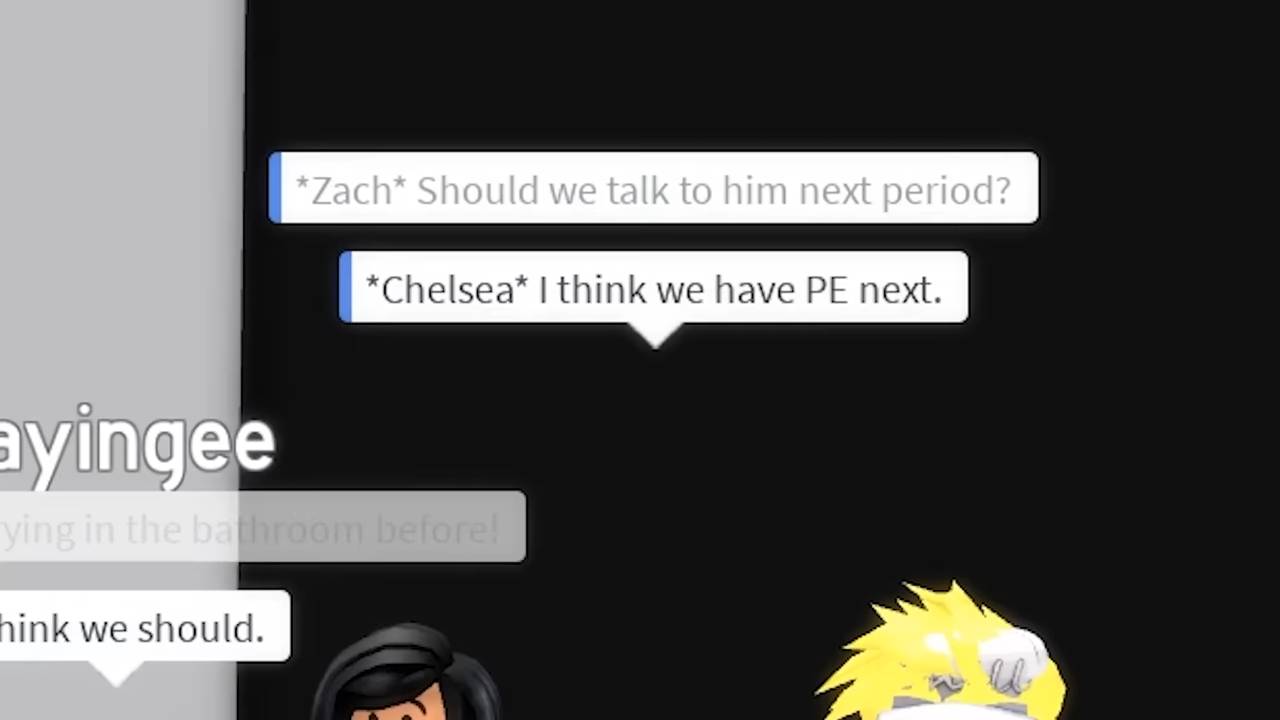 *Zach* Should we talk to him next period?
*Chelsea* I think we have PE next.
ayingee
rying in the bathroom before!
hink we should.